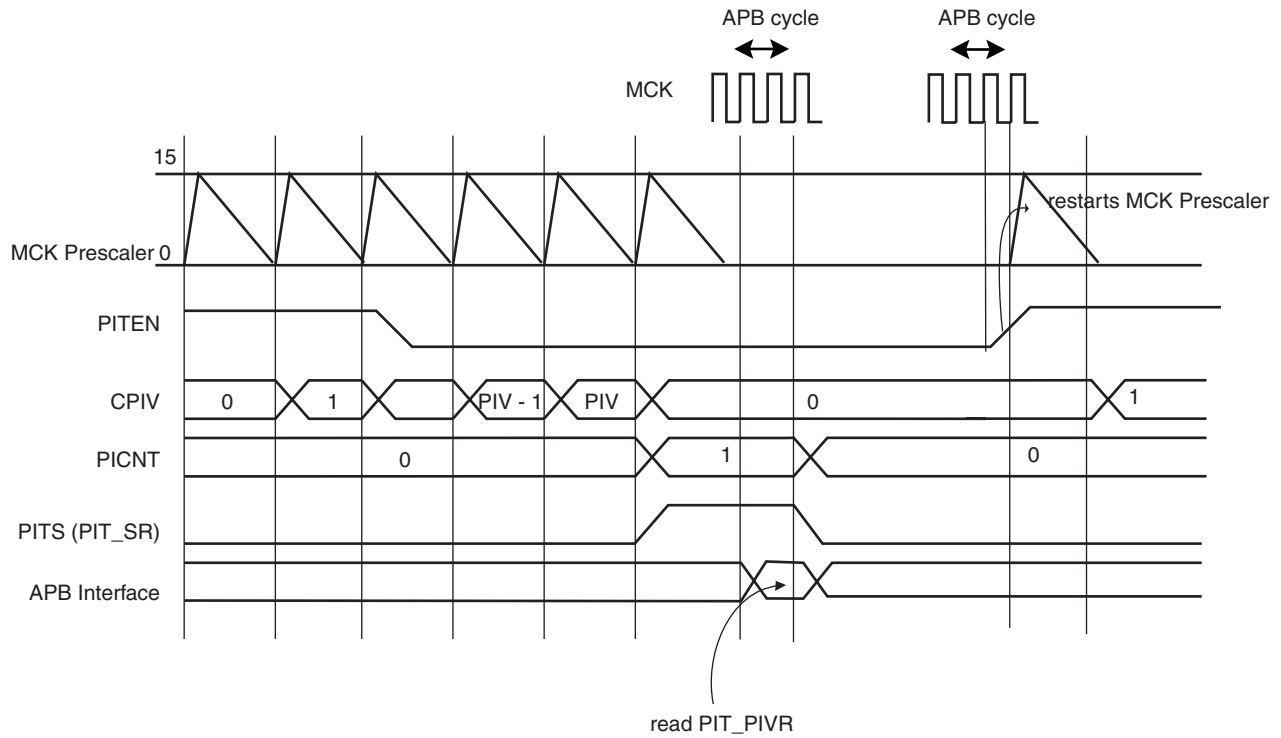 APB cycle
APB cycle
MCK
15
restarts MCK Prescaler
MCK Prescaler 0
PITEN
CPIV
0
1
PIV - 1
PIV
0
1
PICNT
0
1
0
PITS (PIT_SR)
APB Interface
read PIT_PIVR